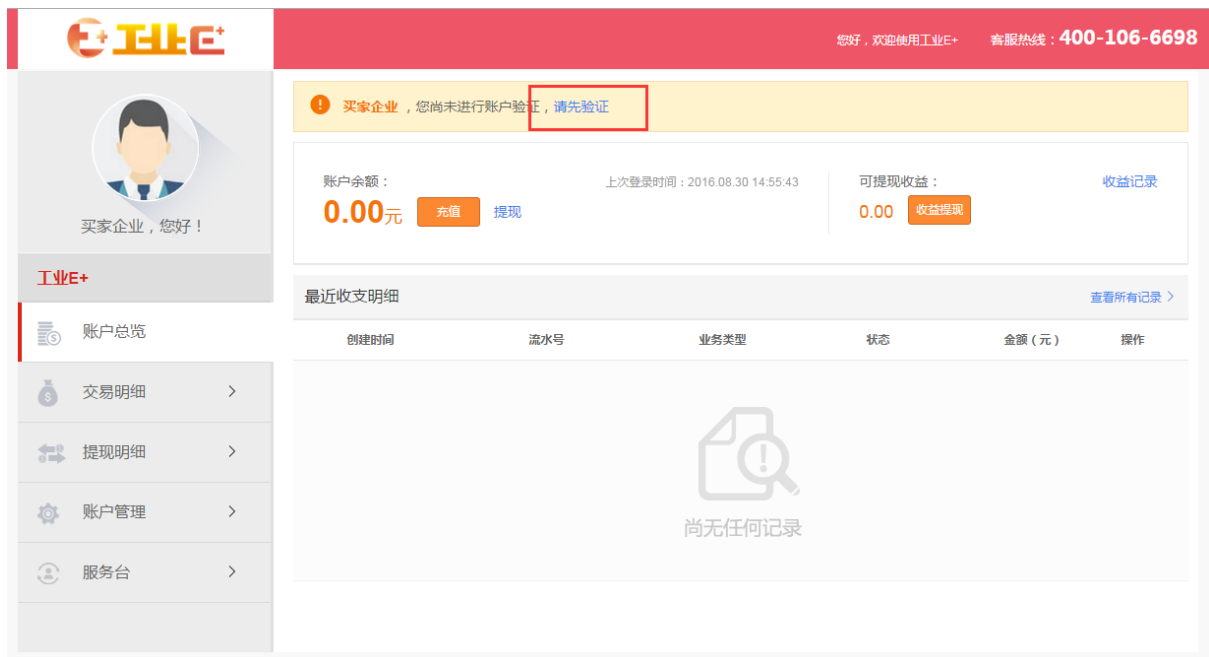 E+ 工业E+
您好，欢迎使用工业E+ 客服热线：400-106-6698
买家企业，您好！
工业E+
账户总览
交易明细
提现明细
账户管理
服务台
买家企业，您尚未进行账户验证，请先验证
账户余额： 上次登录时间：2016.08.30 14:55:43 可提现收益： 收益记录
0.00元 充值 提现 0.00 收益提现
最近收支明细 查看所有记录
创建时间 流水号 业务类型 状态 金额（元） 操作
尚无任何记录